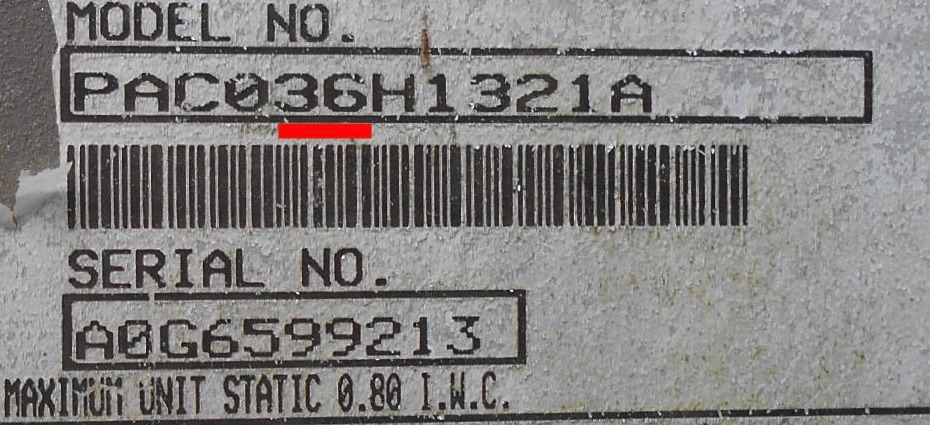 MODEL NO.
PAC036H1321A
SERIAL NO.
A0G6599213
MAXIMUM UNIT STATIC 0.80 I.W.C.